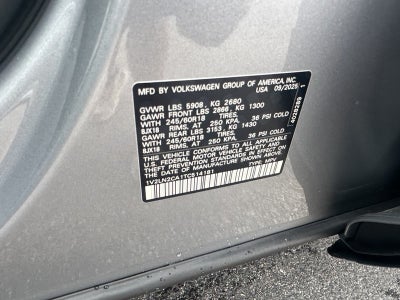 MFD BY VOLKSWAGEN GROUP OF AMERICA, INC.
USA 09/2025
GVWR LBS 5908, KG 2680
GAWR FRONT LBS 2866, KG 1300
WITH 245/60R18 TIRES,
8JX18 RIMS, AT 250 KPA, 36 PSI COLD
GAWR REAR LBS 3153, KG 1430
WITH 245/60R18 TIRES,
8JX18 RIMS, AT 250 KPA, 36 PSI COLD
THIS VEHICLE CONFORMS TO ALL APPLICABLE
U.S. FEDERAL MOTOR VEHICLE SAFETY AND
THEFT PREVENTION STANDARDS IN EFFECT ON
THE DATE OF MANUFACTURE SHOWN ABOVE.
1V2LN2CA1TC514181 TYPE: MPV